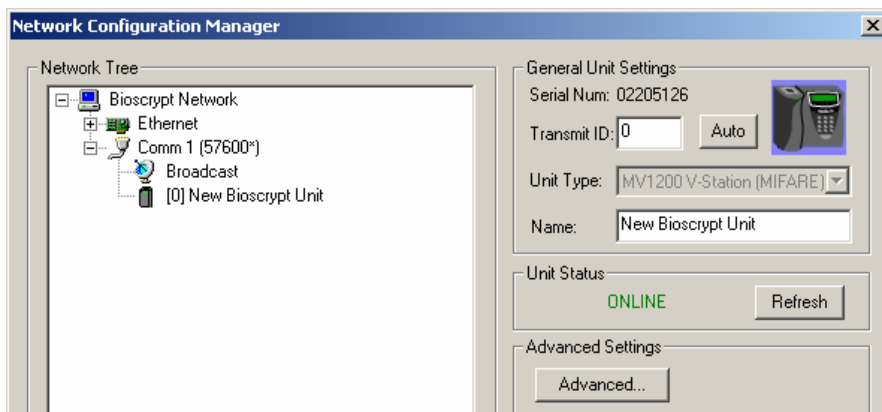 Network Configuration Manager
Network Tree
Bioscrypt Network
Ethernet
Comm 1 (57600*)
Broadcast
[0] New Bioscrypt Unit
General Unit Settings
Serial Num: 02205126
Transmit ID: 0 Auto
Unit Type: MV1200 V-Station (MIFARE)
Name: New Bioscrypt Unit
Unit Status
ONLINE Refresh
Advanced Settings
Advanced...